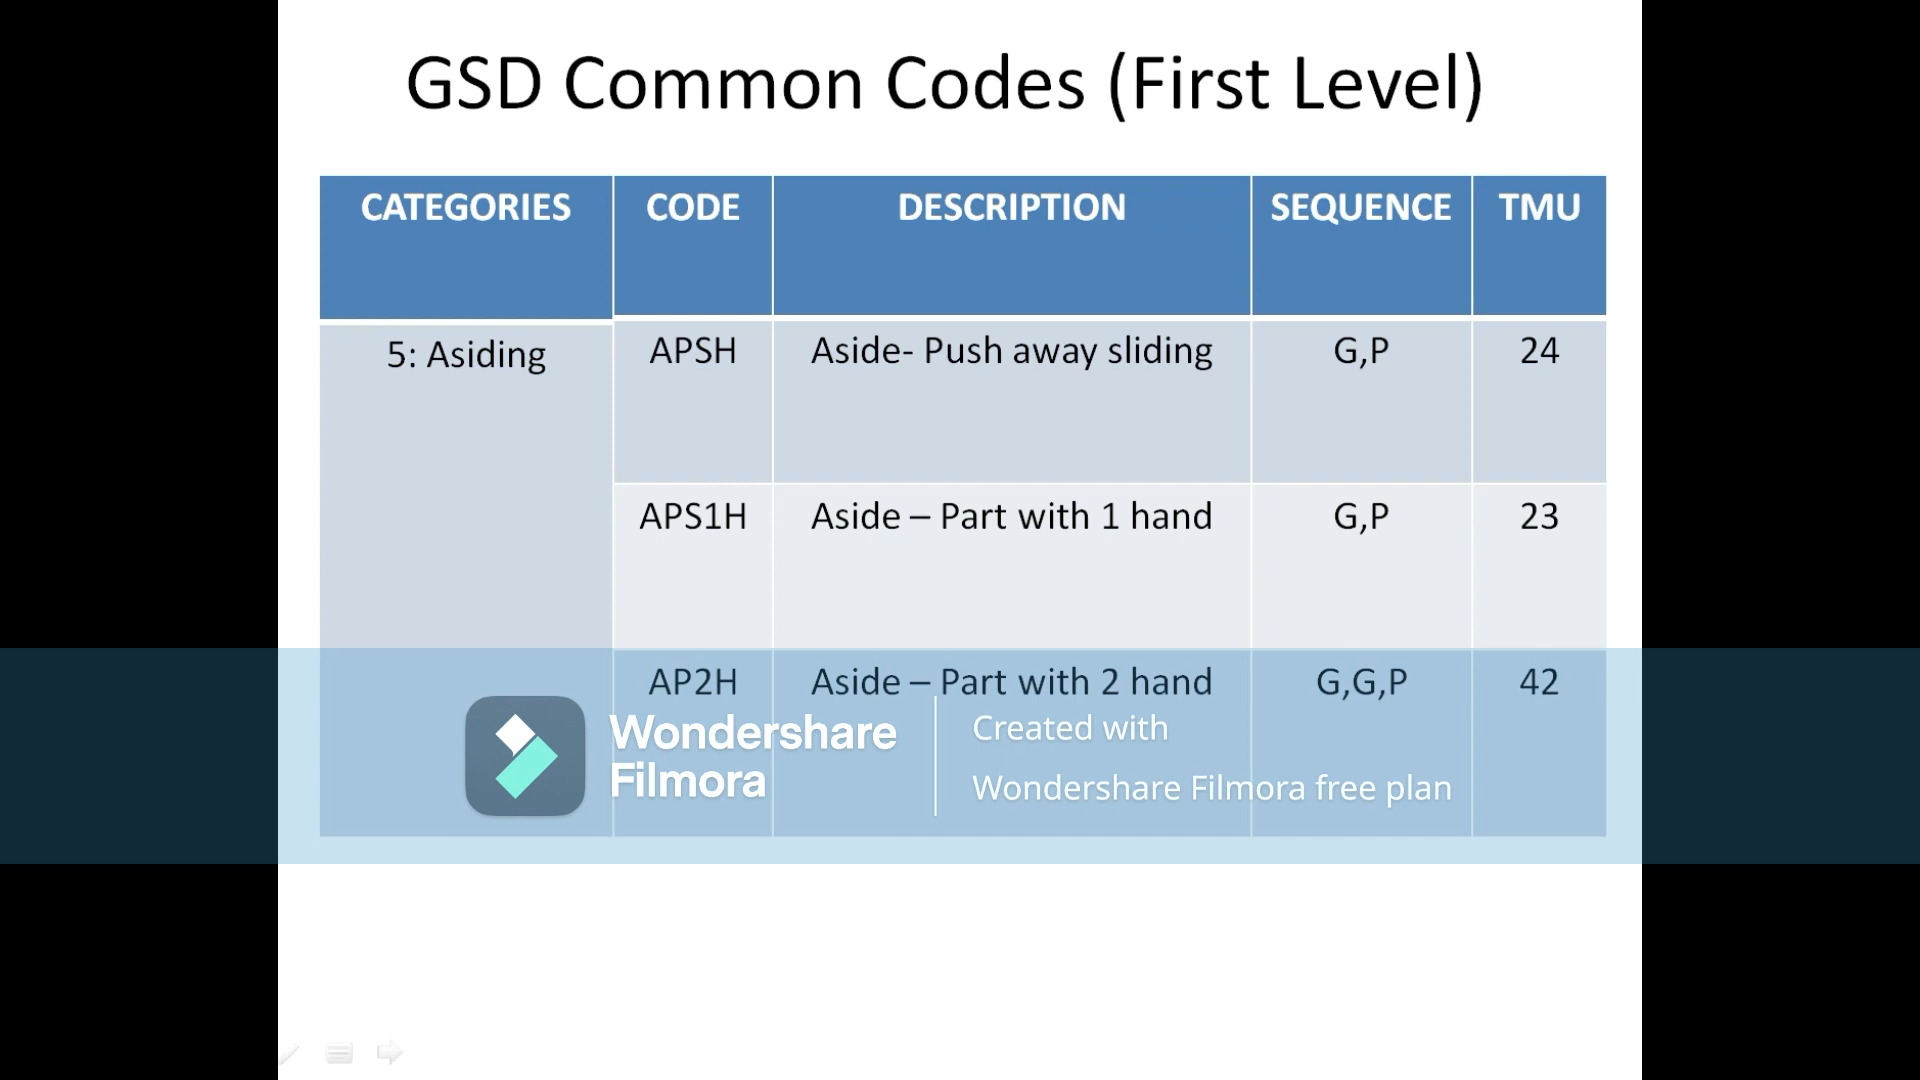 GSD Common Codes (First Level)
CATEGORIES CODE DESCRIPTION SEQUENCE TMU
5: Asiding APSH Aside- Push away sliding G,P 24
APS1H Aside – Part with 1 hand G,P 23
AP2H Aside – Part with 2 hand G,G,P 42
Wondershare
Filmora
Created with
Wondershare Filmora free plan